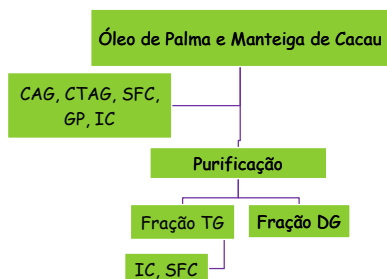 Óleo de Palma e Manteiga de Cacau
CAG, CTAG, SFC,
GP, IC
Purificação
Fração TG
Fração DG
IC, SFC